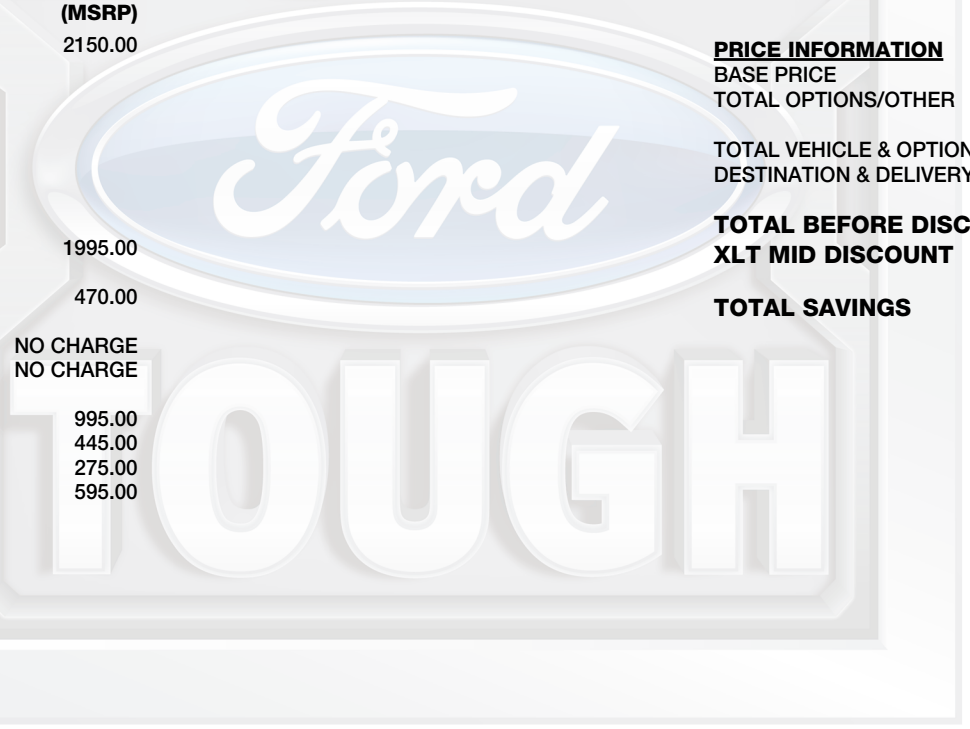 (MSRP)
2150.00
1995.00
470.00
NO CHARGE
NO CHARGE
995.00
445.00
275.00
595.00
PRICE INFORMATION
BASE PRICE
TOTAL OPTIONS/OTHER
TOTAL VEHICLE & OPTION
DESTINATION & DELIVERY
TOTAL BEFORE DISC
XLT MID DISCOUNT
TOTAL SAVINGS
Ford
TOUGH